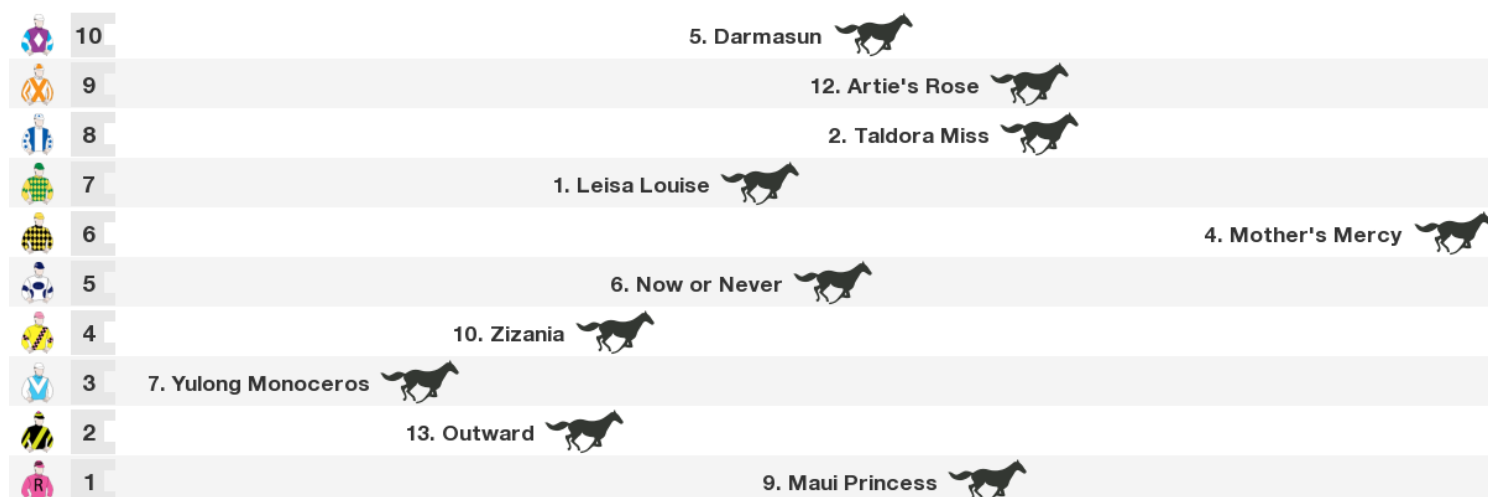 10 5. Darmasun
9 12. Artie's Rose
8 2. Taldora Miss
7 1. Leisa Louise
6 4. Mother's Mercy
5 6. Now or Never
4 10. Zizania
3 7. Yulong Monoceros
2 13. Outward
R 1 9. Maui Princess